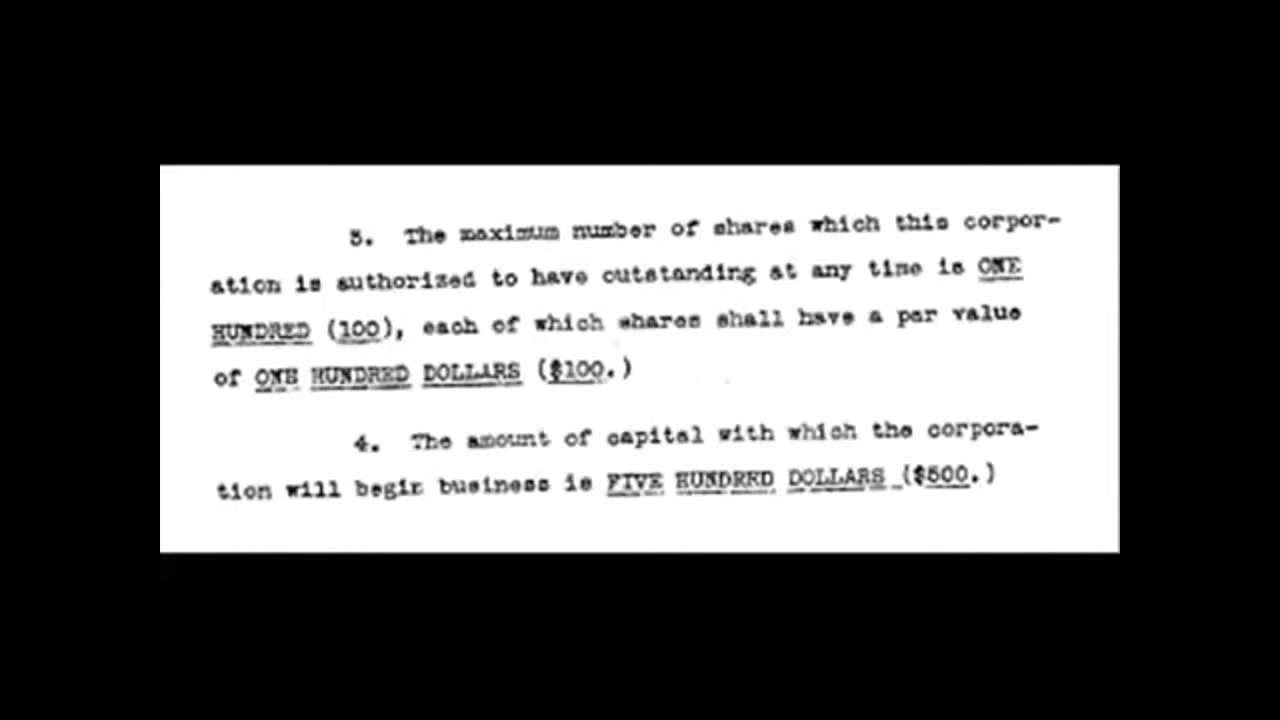 3. The maximum number of shares which this corpor-
ation is authorized to have outstanding at any time is ONE
HUNDRED (100), each of which shares shall have a par value
of ONE HUNDRED DOLLARS ($100.)
4. The amount of capital with which the corpora-
tion will begin business is FIVE HUNDRED DOLLARS ($500.)